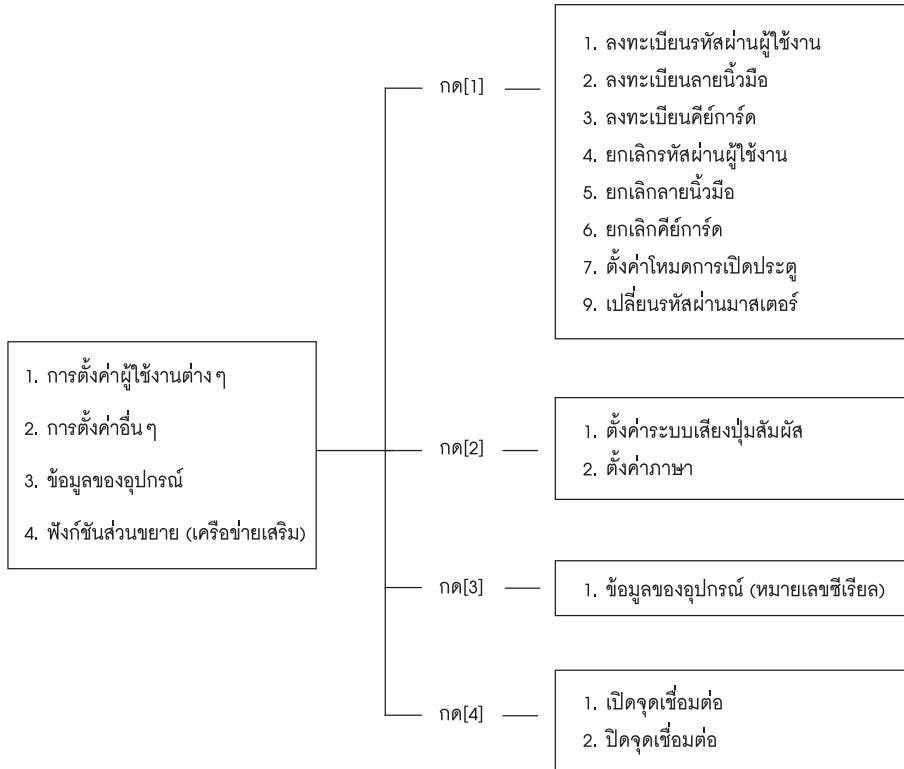 1. การตั้งค่าผู้ใช้งานต่าง ๆ
2. การตั้งค่าอื่น ๆ
3. ข้อมูลของอุปกรณ์
4. ฟังก์ชันส่วนขยาย (เครือข่ายเสริม)
กด[1]
1. ลงทะเบียนรหัสผ่านผู้ใช้งาน
2. ลงทะเบียนลายนิ้วมือ
3. ลงทะเบียนคีย์การ์ด
4. ยกเลิกรหัสผ่านผู้ใช้งาน
5. ยกเลิกลายนิ้วมือ
6. ยกเลิกคีย์การ์ด
7. ตั้งค่าโหมดการเปิดประตู
9. เปลี่ยนรหัสผ่านมาสเตอร์
กด[2]
1. ตั้งค่าระบบเสียงปุ่มสัมผัส
2. ตั้งค่าภาษา
กด[3]
1. ข้อมูลของอุปกรณ์ (หมายเลขซีเรียล)
กด[4]
1. เปิดจุดเชื่อมต่อ
2. ปิดจุดเชื่อมต่อ